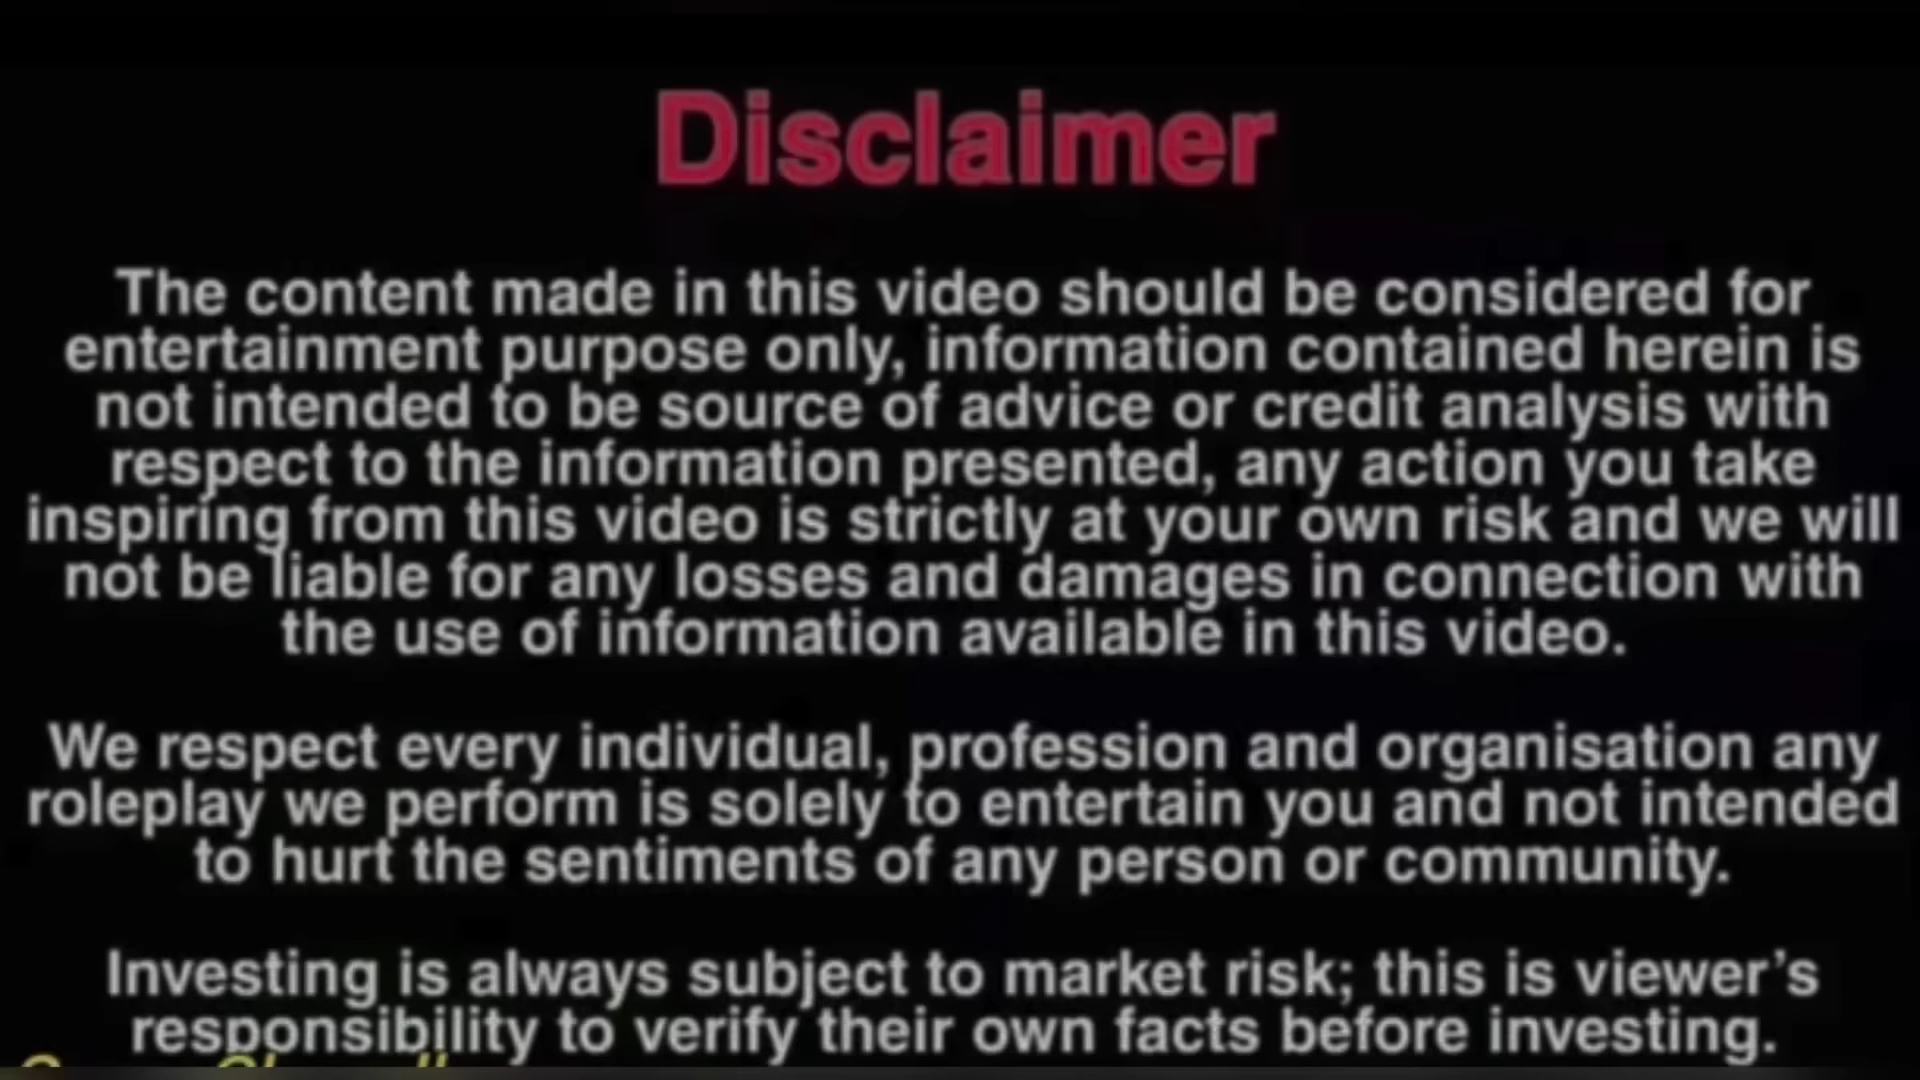 Disclaimer
The content made in this video should be considered for
entertainment purpose only, information contained herein is
not intended to be source of advice or credit analysis with
respect to the information presented, any action you take
inspiring from this video is strictly at your own risk and we will
not be liable for any losses and damages in connection with
the use of information available in this video.
We respect every individual, profession and organisation any
roleplay we perform is solely to entertain you and not intended
to hurt the sentiments of any person or community.
Investing is always subject to market risk; this is viewer’s
responsibility to verify their own facts before investing.